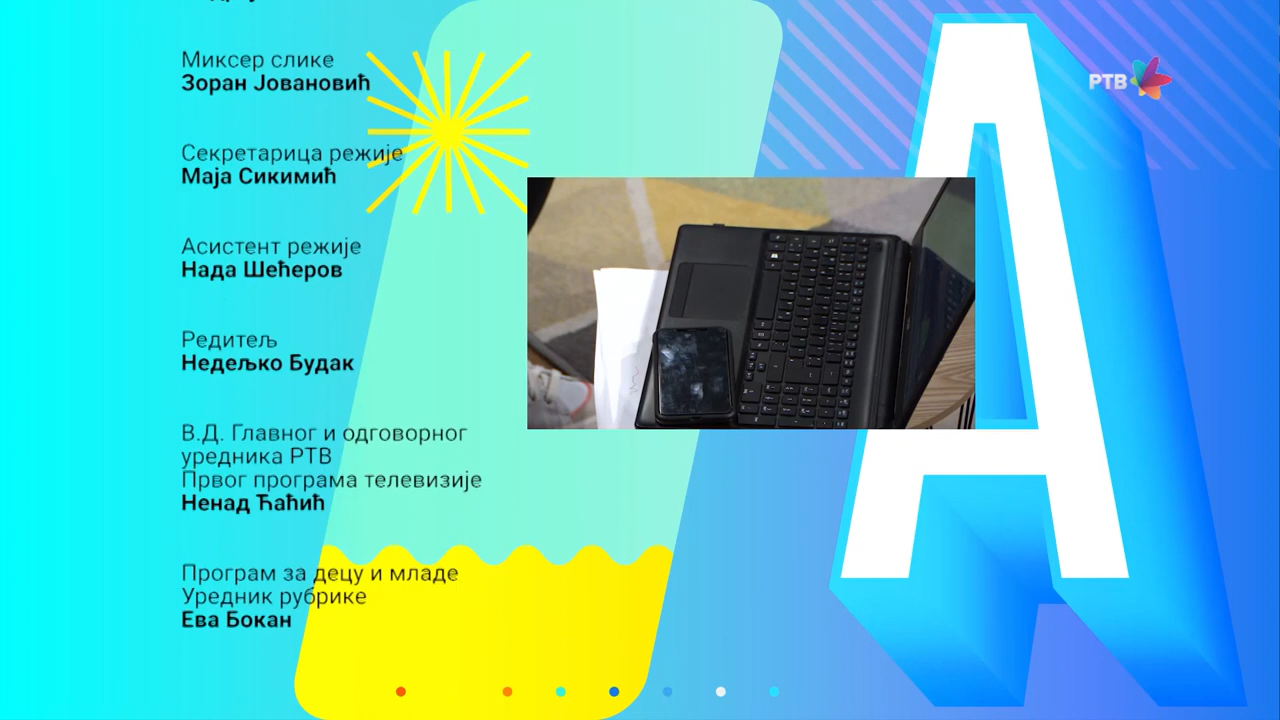 Миксер слике
Зоран Јовановић
Секретарица режије
Маја Сикимић
Асистент режије
Нада Шећеров
Редитељ
Недељко Будак
В.Д. Главног и одговорног
уредника РТВ
Првог програма телевизије
Ненад Ћаћић
Програм за децу и младе
Уредник рубрике
Ева Бокан
РТВ
А